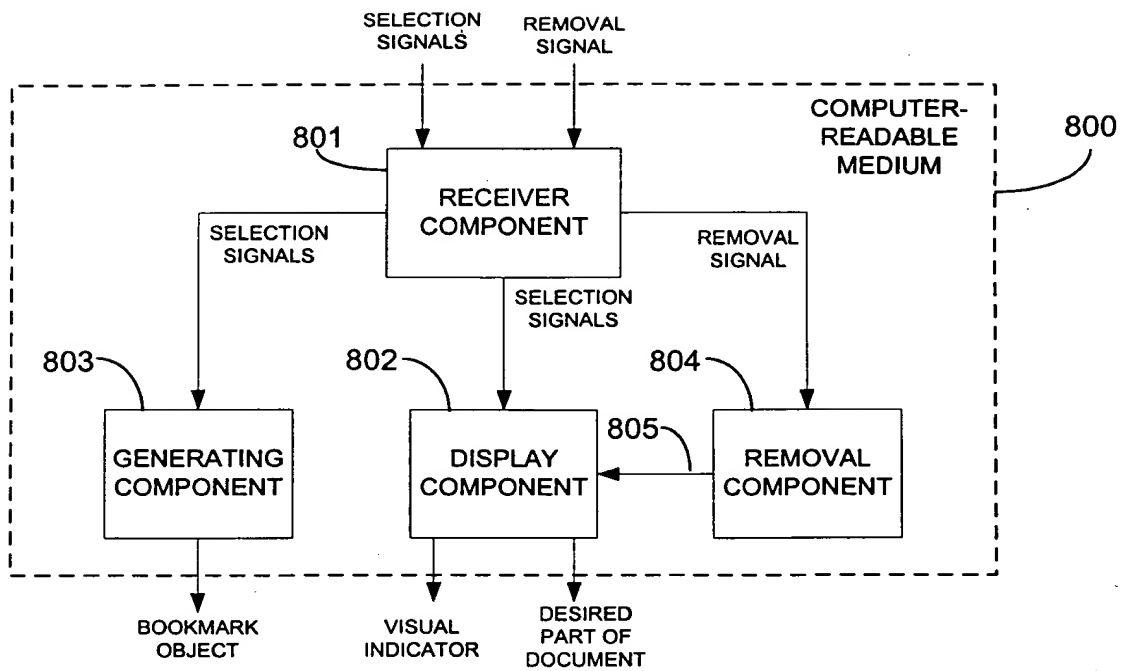 SELECTION
SIGNALS
REMOVAL
SIGNAL
COMPUTER-
READABLE
MEDIUM
800
801
RECEIVER
COMPONENT
SELECTION
SIGNALS
REMOVAL
SIGNAL
SELECTION
SIGNALS
803
802
804
GENERATING
COMPONENT
DISPLAY
COMPONENT
805
REMOVAL
COMPONENT
BOOKMARK
OBJECT
VISUAL
INDICATOR
DESIRED
PART OF
DOCUMENT